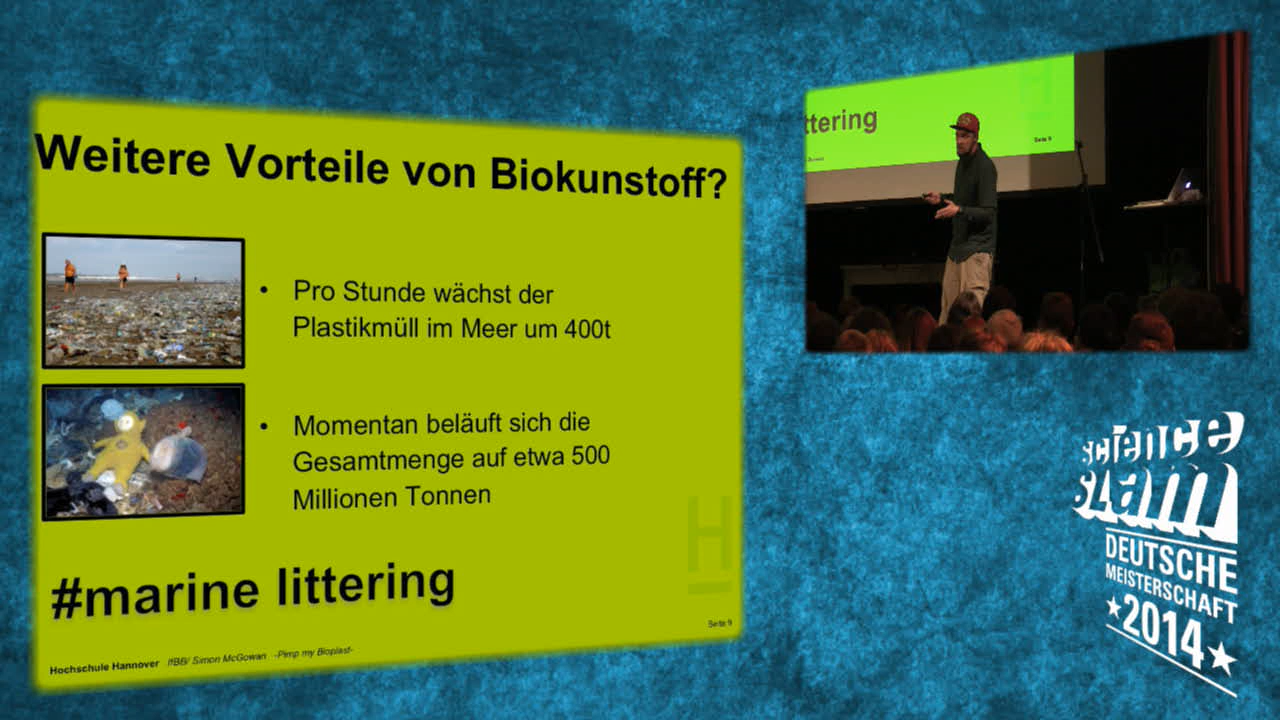 Weitere Vorteile von Biokunstoff?
• Pro Stunde wächst der
Plastikmüll im Meer um 400t
• Momentan beläuft sich die
Gesamtmenge auf etwa 500
Millionen Tonnen
#marine littering
H
Seite 9
Hochschule Hannover IfBB/ Simon McGowan -Pimp my Bioplast-
ttering
H
Seite 9
science
slam
DEUTSCHE
MEISTERSCHAFT
2014